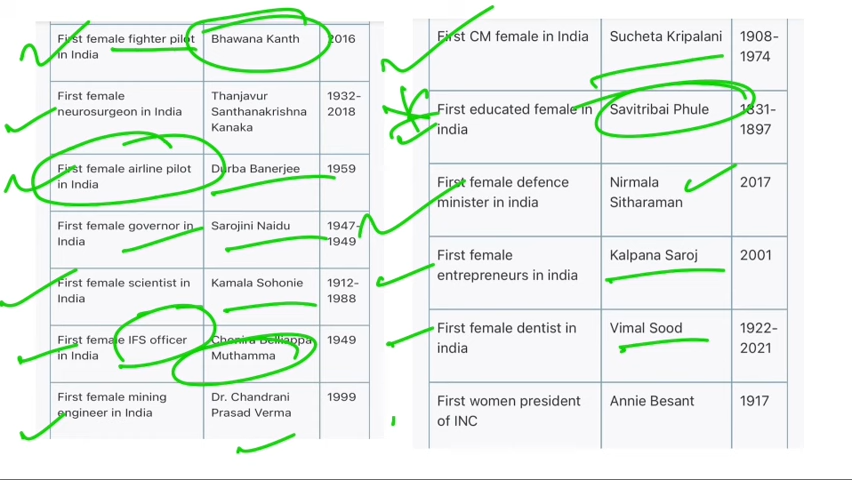 First fighter pilot Bhawana Kanth 2016
in India
First female Thanjavur 1932-
neurosurgeon in India Santhanakrishna 2018
Kanaka
First female airline pilot Durba Banerjee 1959
in India
First female governor in Sarojini Naidu 1947-
India 1949
First female scientist in Kamala Sohonie 1912-
India 1988
First female IFS officer Chonira Belliappa 1949
in India Muthamma
First female mining Dr. Chandrani 1999
engineer in India Prasad Verma
First CM female in India Sucheta Kripalani 1908-
1974
First educated female in Savitribai Phule 1831-
india 1897
First female defence Nirmala 2017
minister in india Sitharaman
First female Kalpana Saroj 2001
entrepreneurs in india
First female dentist in Vimal Sood 1922-
india 2021
First women president Annie Besant 1917
of INC